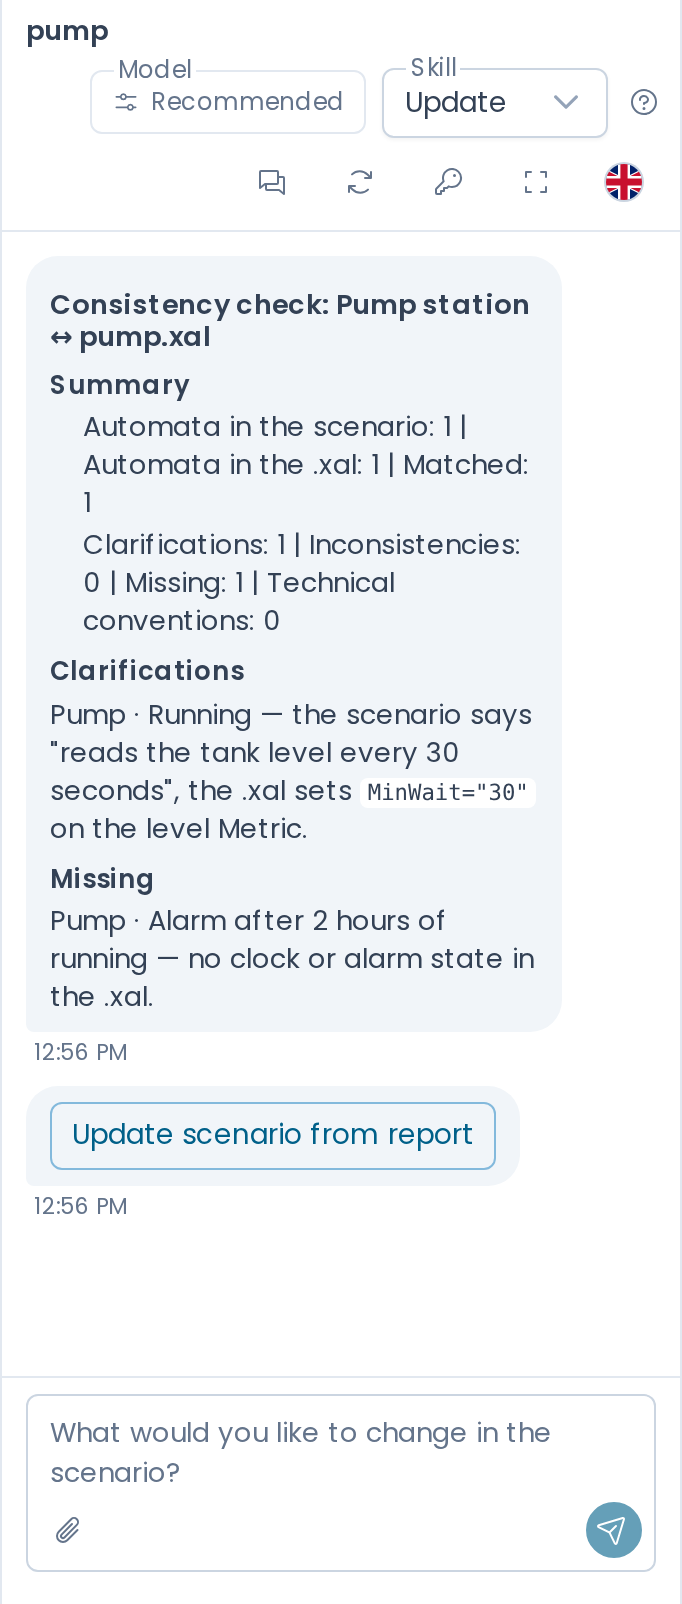 pump
Model
Recommended
Skill
Update
Consistency check: Pump station
↔ pump.xal
Summary
Automata in the scenario: 1 |
Automata in the .xal: 1 | Matched:
1
Clarifications: 1 | Inconsistencies:
0 | Missing: 1 | Technical
conventions: 0
Clarifications
Pump · Running — the scenario says
"reads the tank level every 30
seconds", the .xal sets MinWait="30"
on the level Metric.
Missing
Pump · Alarm after 2 hours of
running — no clock or alarm state in
the .xal.
12:56 PM
Update scenario from report
12:56 PM
What would you like to change in the
scenario?